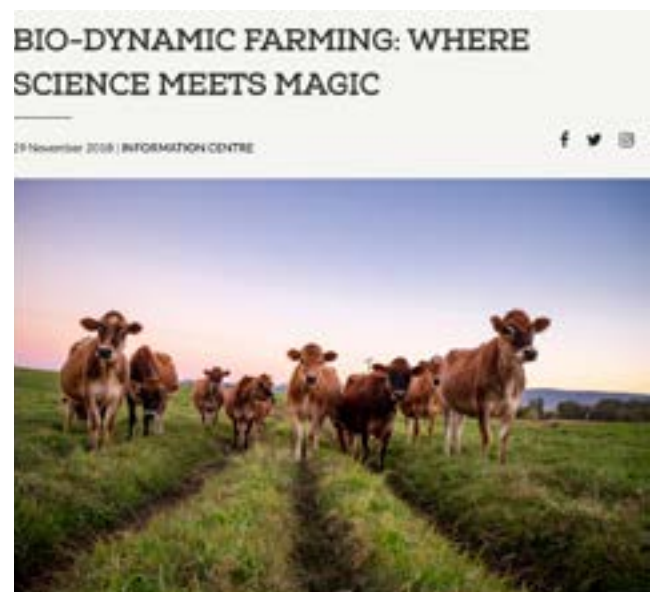 BIO-DYNAMIC FARMING: WHERE
SCIENCE MEETS MAGIC
29 November 2018 | INFORMATION CENTRE